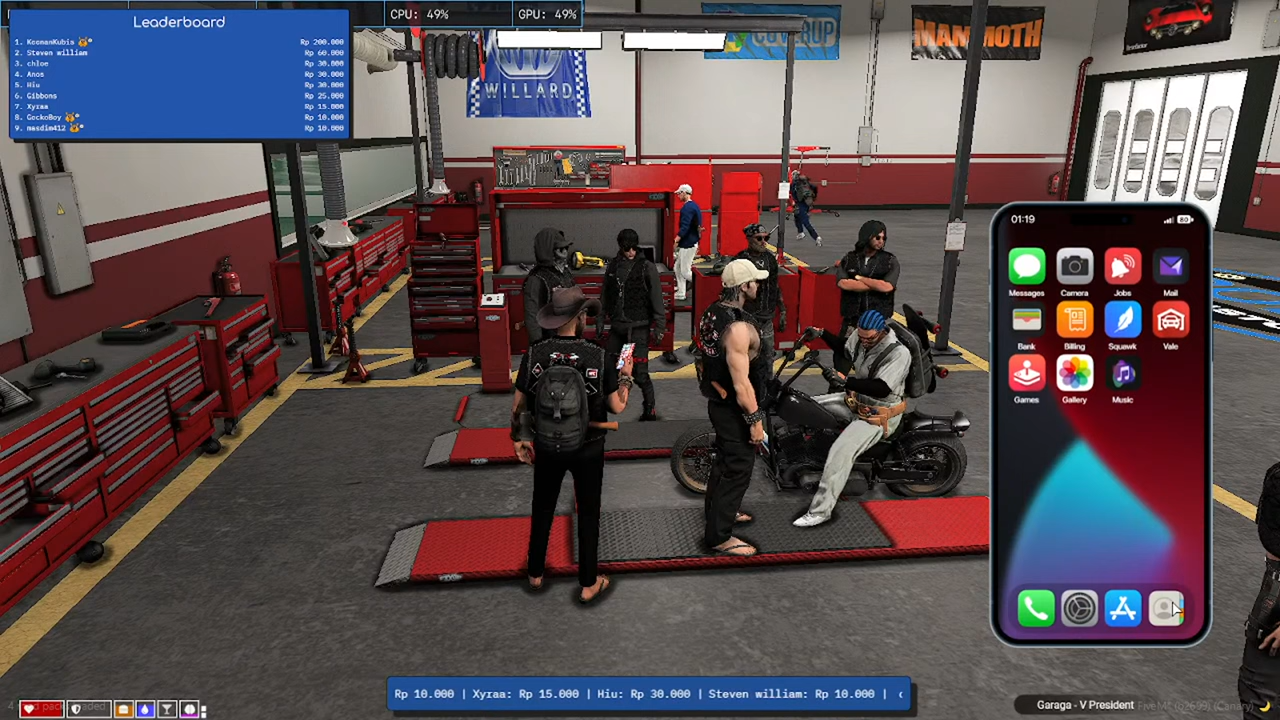 CPU: 49%
GPU: 49%
Leaderboard
1. KosnanKubis Rp 200.000
2. Steven william Rp 60.000
3. chloe Rp 30.000
4. Anos Rp 30.000
5. Hiu Rp 30.000
6. Gibbons Rp 25.000
7. Xyraa Rp 15.000
8. GeckoBoy Rp 10.000
9. masdim412 Rp 10.000
WILLARD
COVERUP
MAMMOTH
01:19
80
Messages Camera Jobs Mail
Bank Billing Squawk Vale
Games Gallery Music
Rp 10.000 | Xyraa: Rp 15.000 | Hiu: Rp 30.000 | Steven william: Rp 10.000 |
Garaga - V President